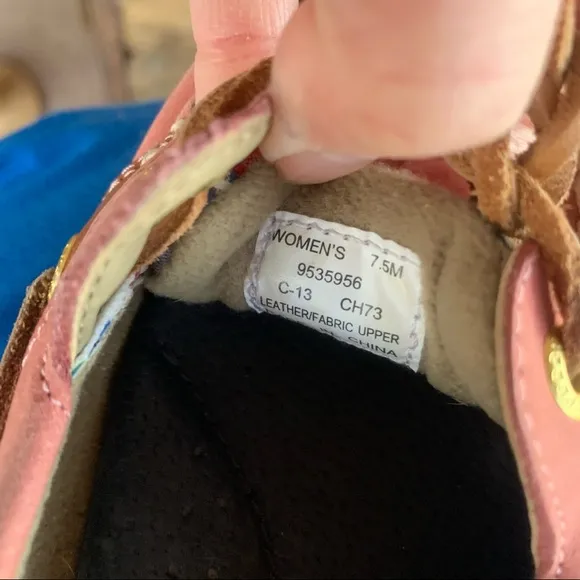 WOMEN'S 7.5M
9535956
C-13 CH73
LEATHER/FABRIC UPPER
CHINA